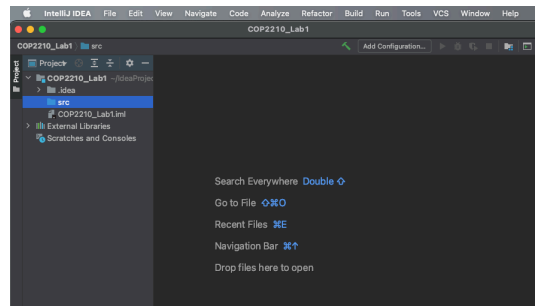 IntelliJ IDEA File Edit View Navigate Code Analyze Refactor Build Run Tools VCS Window Help
COP2210_Lab1
COP2210_Lab1 src
Add Configuration...
Project
Project
COP2210_Lab1 ~/IdeaProjec
.idea
src
COP2210_Lab1.iml
External Libraries
Scratches and Consoles
Search Everywhere Double ⇧
Go to File ⇧⌘O
Recent Files ⌘E
Navigation Bar ⌘↑
Drop files here to open